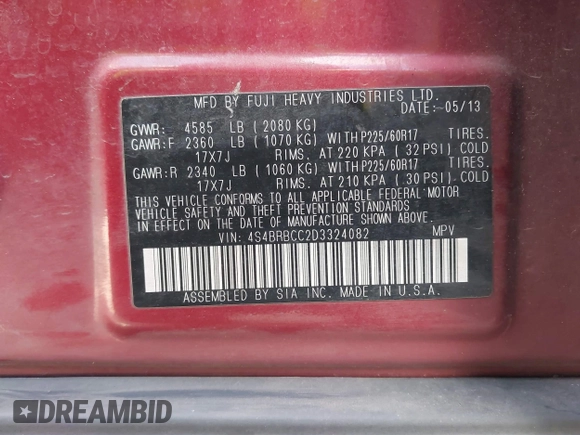 MFD BY FUJI HEAVY INDUSTRIES LTD.
DATE:-05/13
GVWR: 4585 LB ( 2080 KG)
GAWR:F 2360 LB ( 1070 KG) WITH P225/60R17 TIRES.
17X7J RIMS. AT 220 KPA ( 32 PSI) COLD
GAWR:R 2340 LB ( 1060 KG) WITH P225/60R17 TIRES.
17X7J RIMS. AT 210 KPA ( 30 PSI) COLD
THIS VEHICLE CONFORMS TO ALL APPLICABLE FEDERAL MOTOR
VEHICLE SAFETY AND THEFT PREVENTION STANDARDS
IN EFFECT ON THE DATE OF MANUFACTURE SHOWN ABOVE.
VIN: 4S4BRBCC2D3324082 MPV
ASSEMBLED BY SIA INC. MADE IN U.S.A.
DREAMBID